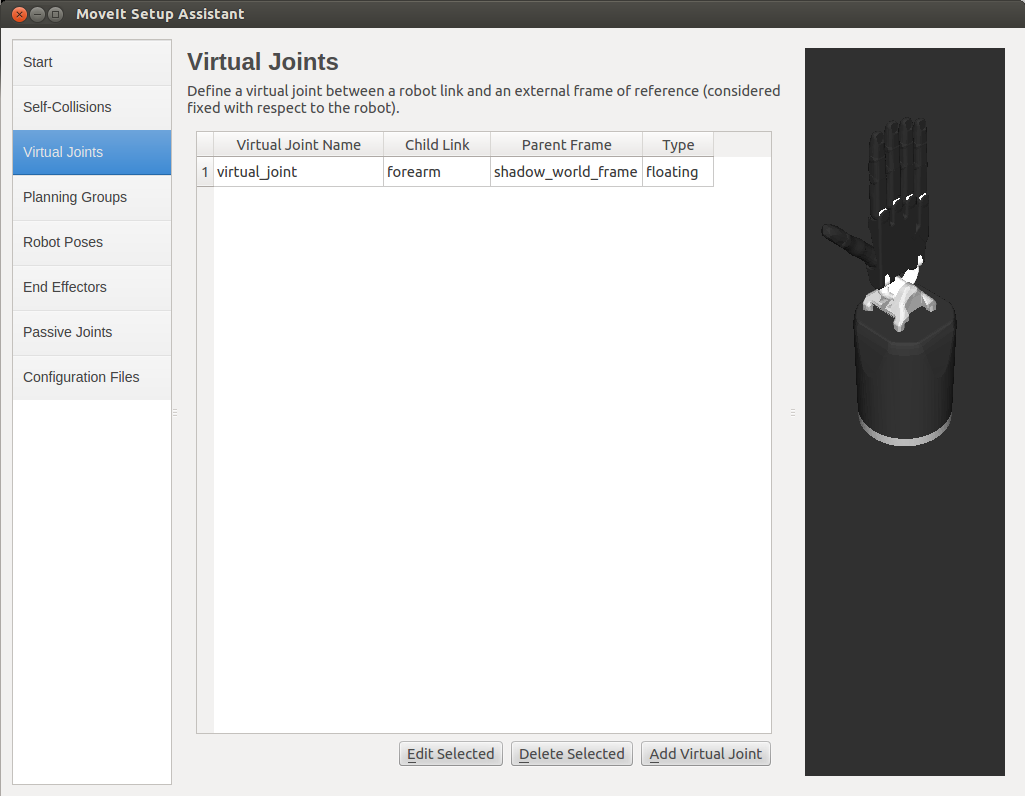 MoveIt Setup Assistant
Start
Self-Collisions
Virtual Joints
Planning Groups
Robot Poses
End Effectors
Passive Joints
Configuration Files
Virtual Joints
Define a virtual joint between a robot link and an external frame of reference (considered
fixed with respect to the robot).
Virtual Joint Name Child Link Parent Frame Type
1 virtual_joint forearm shadow_world_frame floating
Edit Selected Delete Selected Add Virtual Joint